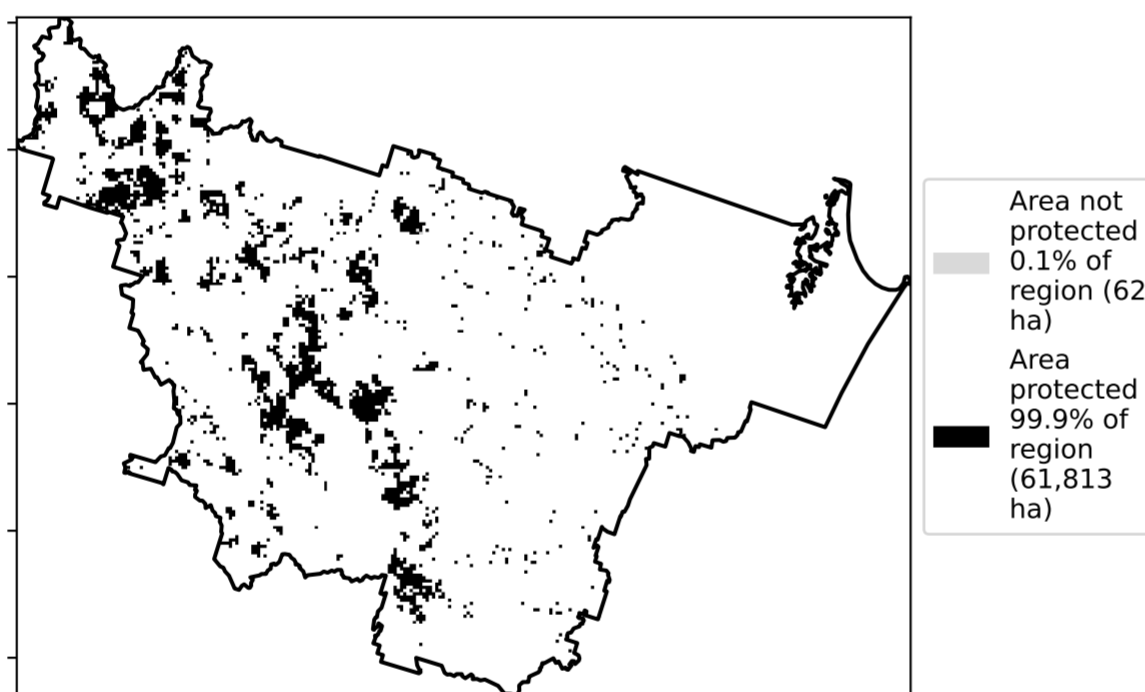 Area not
protected
0.1% of
region (62
ha)
Area
protected
99.9% of
region
(61,813
ha)